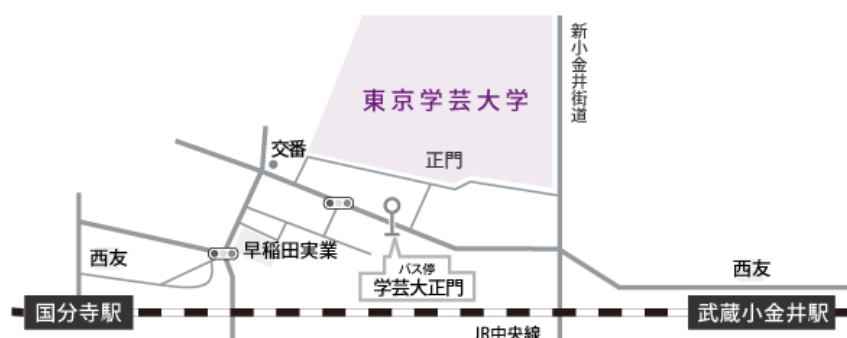 新小金井街道
東京学芸大学
交番
正門
早稲田実業
西友
バス停
学芸大正門
西友
国分寺駅
武蔵小金井駅
JR中央線